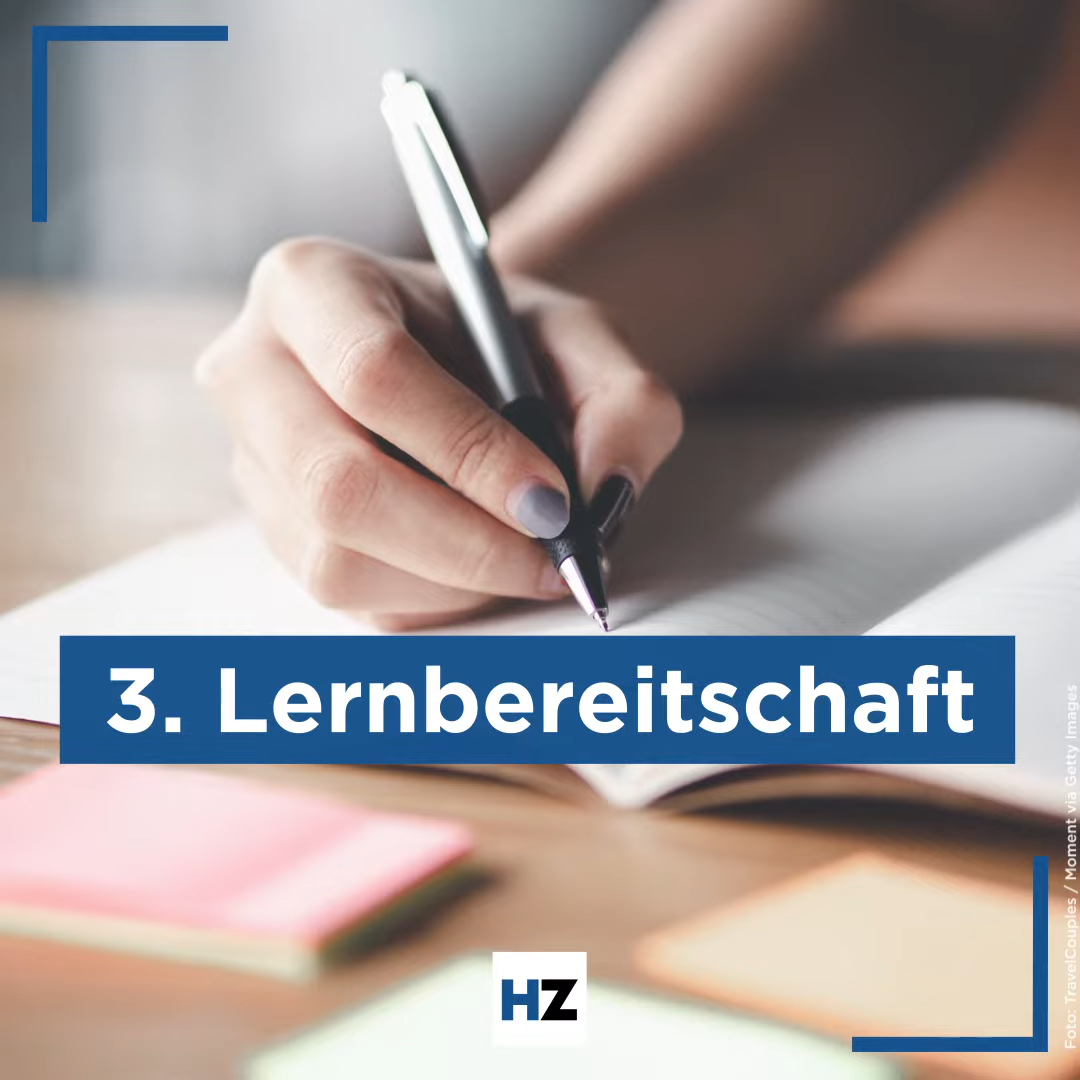 3. Lernbereitschaft
HZ
Foto: TravelCouples / Moment via Getty Images